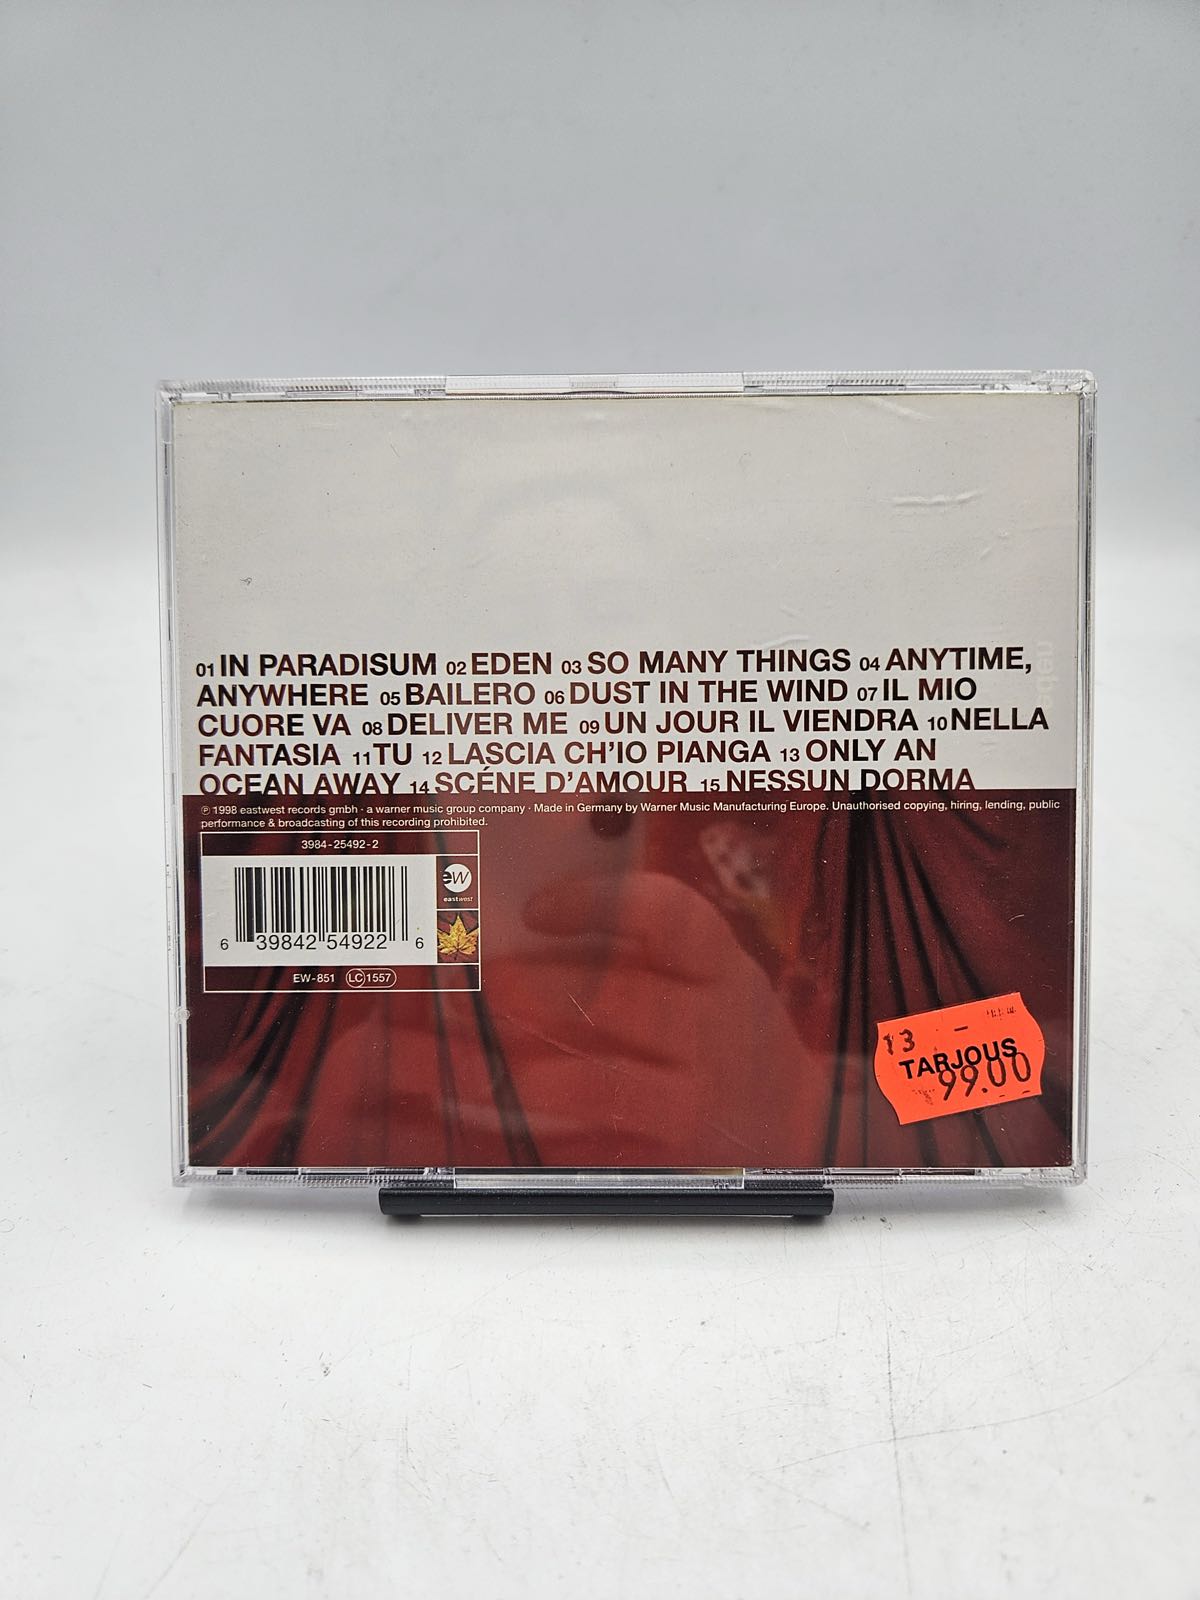 01 IN PARADISUM 02 EDEN 03 SO MANY THINGS 04 ANYTIME,
ANYWHERE 05 BAILERO 06 DUST IN THE WIND 07 IL MIO
CUORE VA 08 DELIVER ME 09 UN JOUR IL VIENDRA 10 NELLA
FANTASIA 11 TU 12 LASCIA CH'IO PIANGA 13 ONLY AN
OCEAN AWAY 14 SCÉNE D'AMOUR 15 NESSUN DORMA
℗ 1998 eastwest records gmbh · a warner music group company · Made in Germany by Warner Music Manufacturing Europe. Unauthorised copying, hiring, lending, public
performance & broadcasting of this recording prohibited.
3984-25492-2
ew
eastwest
6 39842 54922 6
EW-851 LC 1557
eden
13 -
TARJOUS
99.00